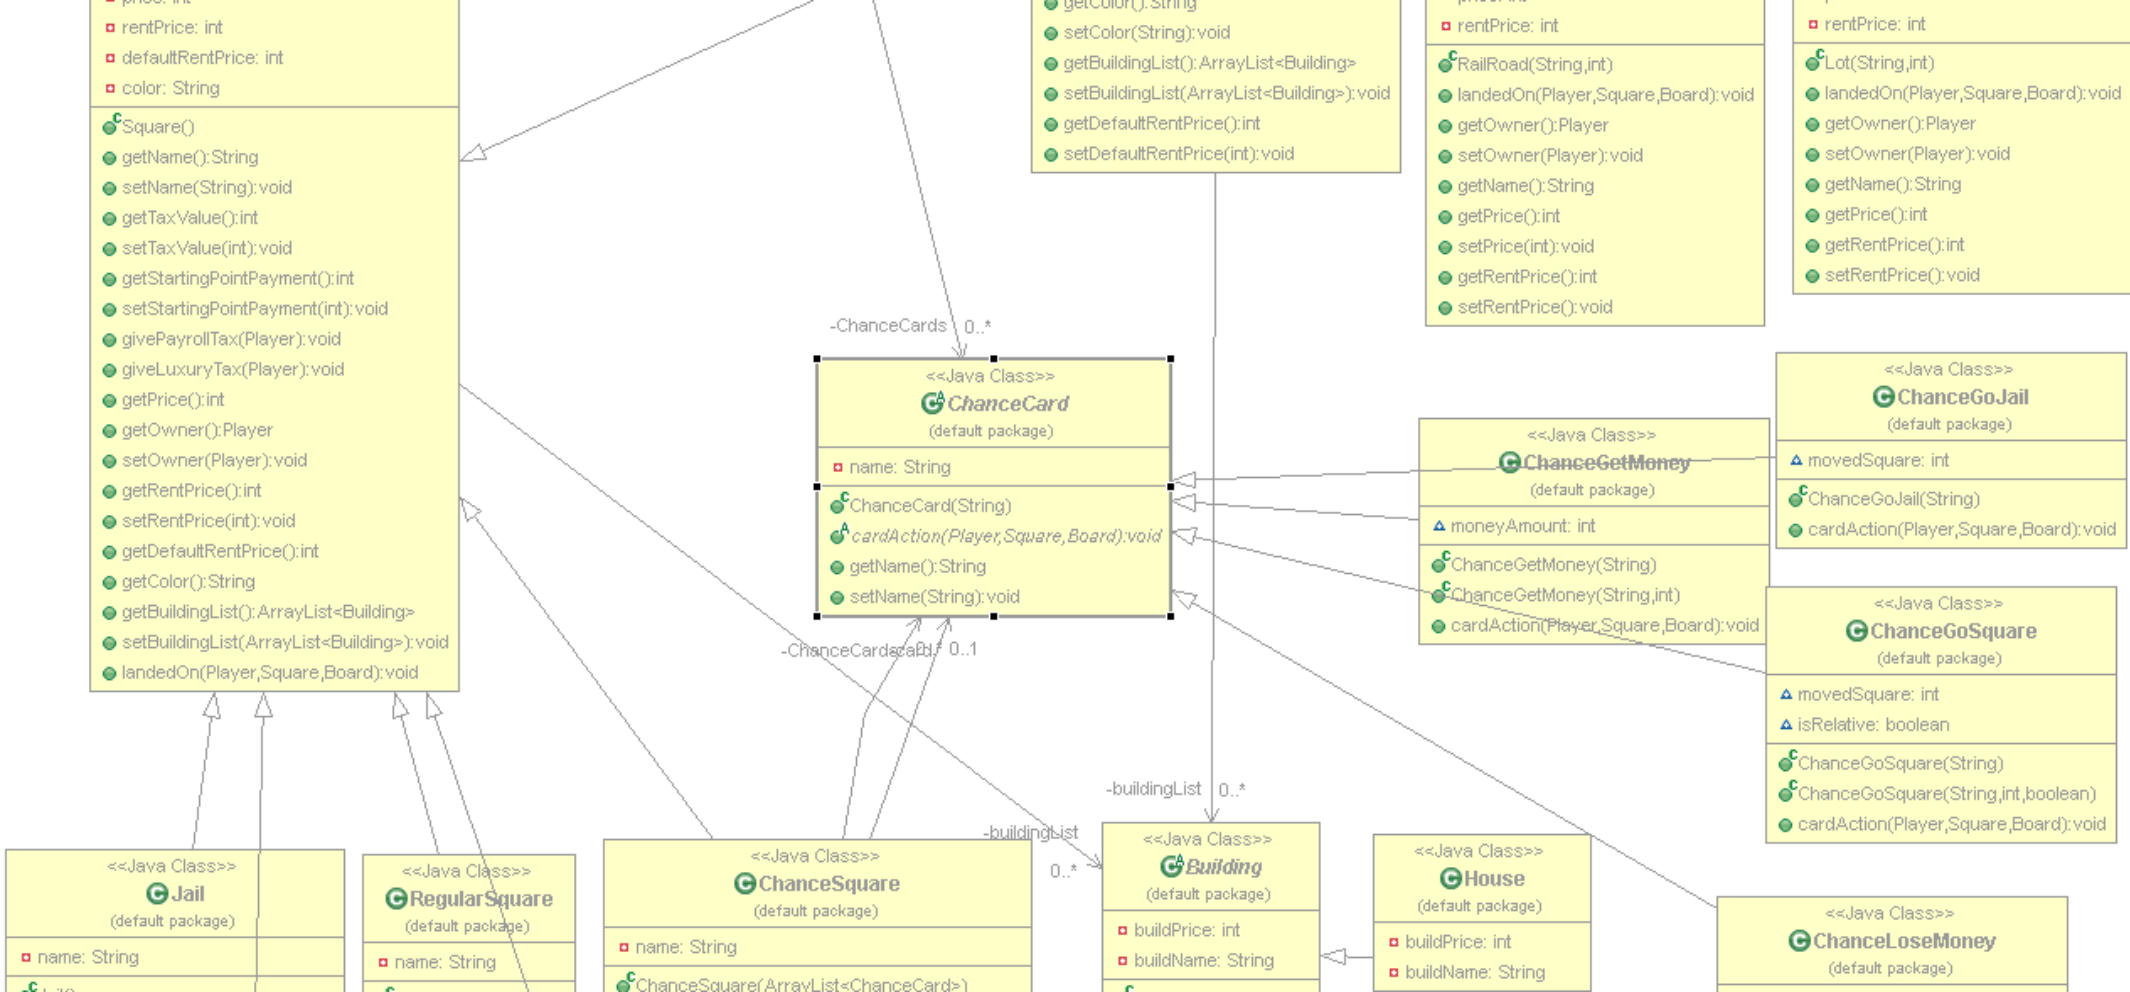 price: int
rentPrice: int
defaultRentPrice: int
color: String
Square()
getName():String
setName(String):void
getTaxValue():int
setTaxValue(int):void
getStartingPointPayment():int
setStartingPointPayment(int):void
givePayrollTax(Player):void
giveLuxuryTax(Player):void
getPrice():int
getOwner():Player
setOwner(Player):void
getRentPrice():int
setRentPrice(int):void
getDefaultRentPrice():int
getColor():String
getBuildingList():ArrayList<Building>
setBuildingList(ArrayList<Building>):void
landedOn(Player,Square,Board):void
getColor():String
setColor(String):void
getBuildingList():ArrayList<Building>
setBuildingList(ArrayList<Building>):void
getDefaultRentPrice():int
setDefaultRentPrice(int):void
rentPrice: int
RailRoad(String,int)
landedOn(Player,Square,Board):void
getOwner():Player
setOwner(Player):void
getName():String
getPrice():int
setPrice(int):void
getRentPrice():int
setRentPrice():void
rentPrice: int
Lot(String,int)
landedOn(Player,Square,Board):void
getOwner():Player
setOwner(Player):void
getName():String
getPrice():int
getRentPrice():int
setRentPrice():void
-ChanceCards 0..*
<<Java Class>>
ChanceCard
(default package)
name: String
ChanceCard(String)
cardAction(Player,Square,Board):void
getName():String
setName(String):void
-ChanceCards
0..1
<<Java Class>>
ChanceGetMoney
(default package)
moneyAmount: int
ChanceGetMoney(String)
ChanceGetMoney(String,int)
cardAction(Player,Square,Board):void
<<Java Class>>
ChanceGoJail
(default package)
movedSquare: int
ChanceGoJail(String)
cardAction(Player,Square,Board):void
<<Java Class>>
ChanceGoSquare
(default package)
movedSquare: int
isRelative: boolean
ChanceGoSquare(String)
ChanceGoSquare(String,int,boolean)
cardAction(Player,Square,Board):void
-buildingList 0..*
-buildingList
0..*
<<Java Class>>
Jail
(default package)
name: String
<<Java Class>>
RegularSquare
(default package)
name: String
<<Java Class>>
ChanceSquare
(default package)
name: String
ChanceSquare(ArrayList<ChanceCard>)
<<Java Class>>
Building
(default package)
buildPrice: int
buildName: String
<<Java Class>>
House
(default package)
buildPrice: int
buildName: String
<<Java Class>>
ChanceLoseMoney
(default package)